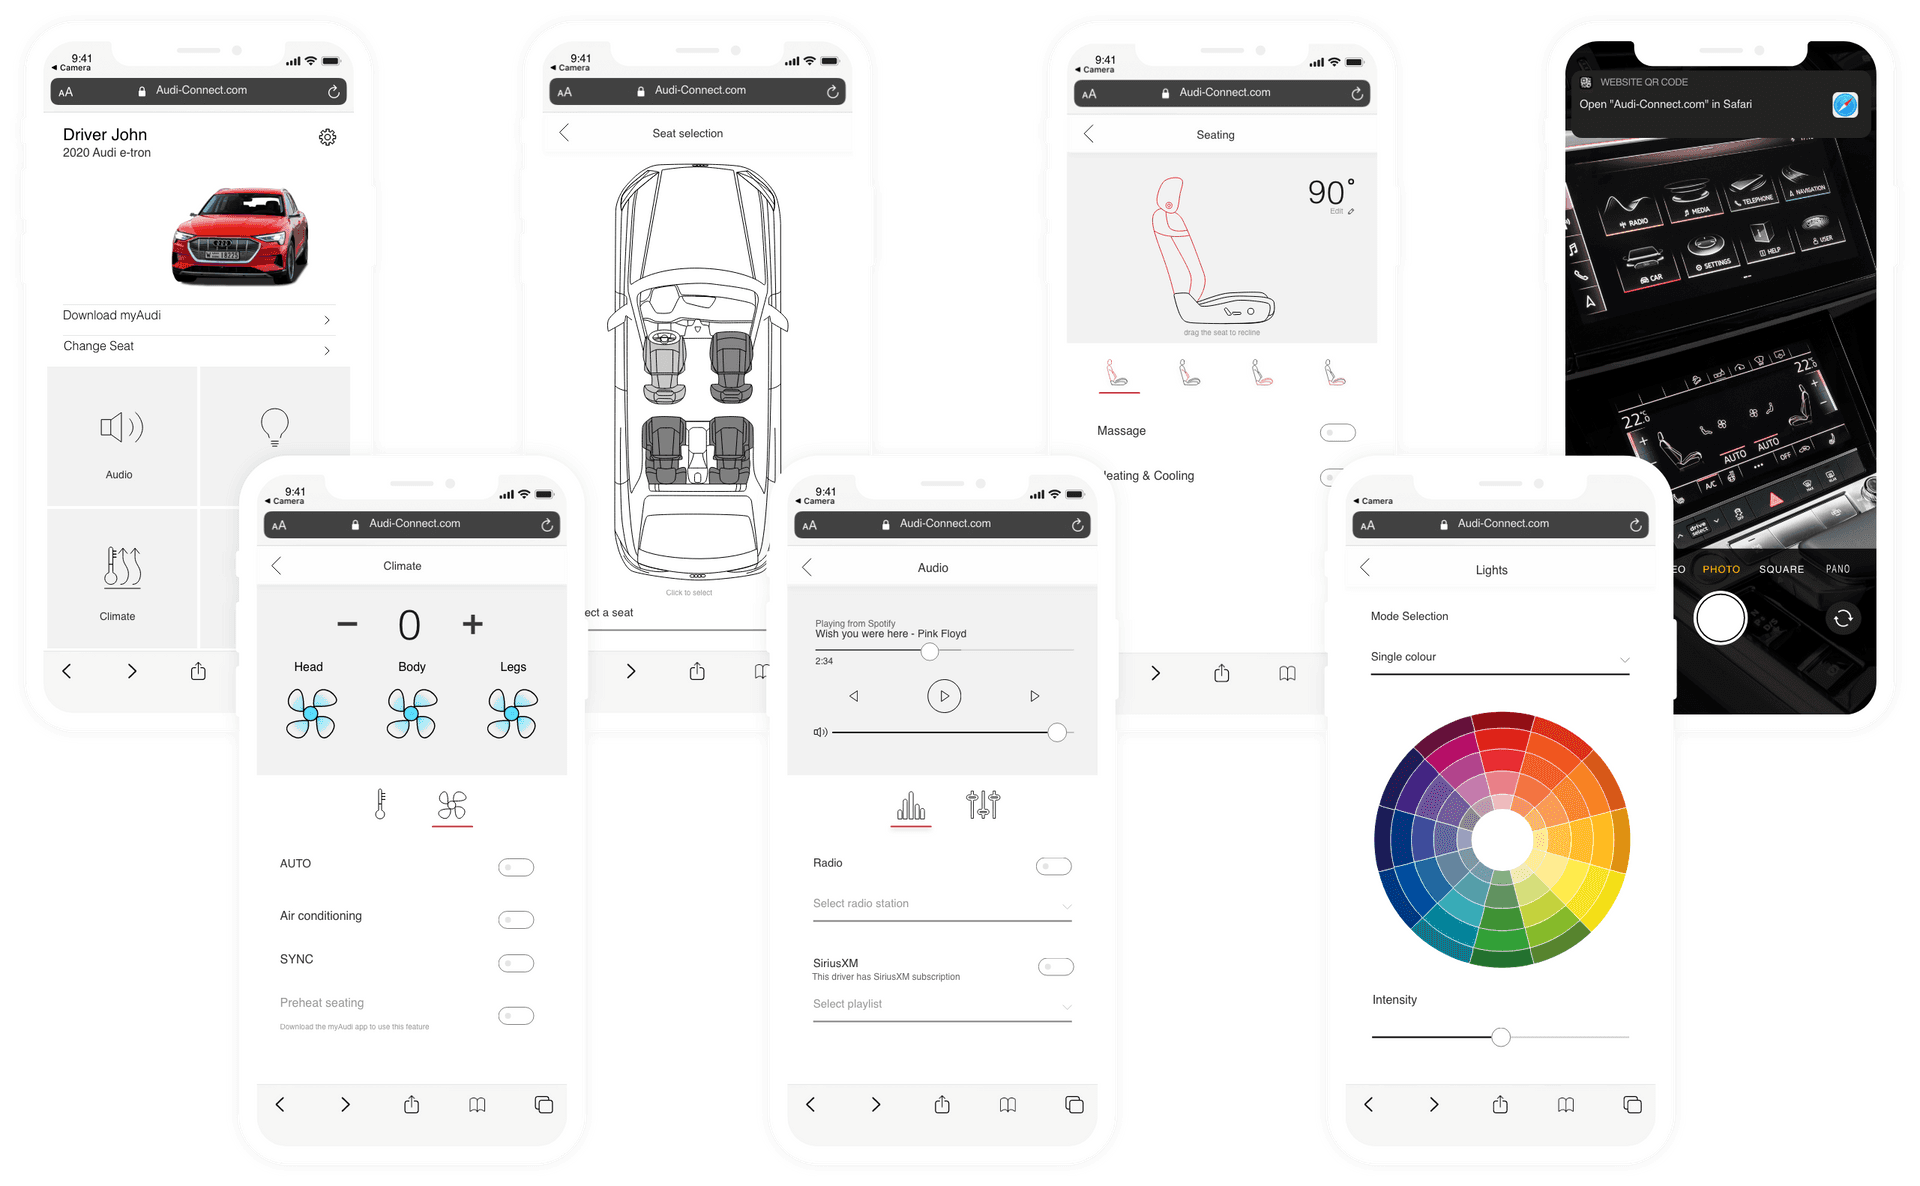 9:41
Camera
AA
Audi-Connect.com
Driver John
2020 Audi e-tron
Download myAudi
Change Seat
Audio
Climate
9:41
Camera
AA
Audi-Connect.com
Seat selection
Click to select
ect a seat
9:41
Camera
AA
Audi-Connect.com
Seating
90°
Edit
drag the seat to recline
Massage
eating & Cooling
WEBSITE QR CODE
Open "Audi-Connect.com" in Safari
RADIO
MEDIA
TELEPHONE
NAVIGATION
CAR
SETTINGS
HELP
USER
22°
22°
AUTO
AUTO
OFF
A/C
drive
select
EO
PHOTO
SQUARE
PANO
9:41
Camera
AA
Audi-Connect.com
Climate
0
Head
Body
Legs
AUTO
Air conditioning
SYNC
Preheat seating
Download the myAudi app to use this feature
9:41
Camera
AA
Audi-Connect.com
Audio
Playing from Spotify
Wish you were here - Pink Floyd
2:34
Radio
Select radio station
SiriusXM
This driver has SiriusXM subscription
Select playlist
Camera
AA
Audi-Connect.com
Lights
Mode Selection
Single colour
Intensity